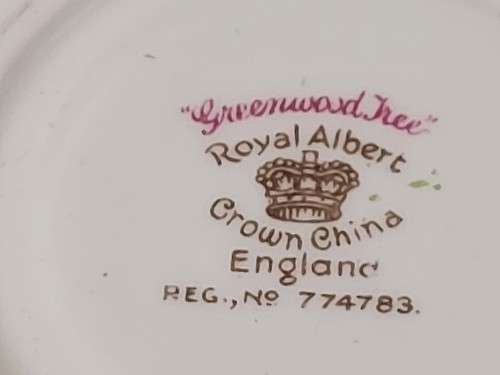 "Greenwood Tree"
Royal Albert
Crown China
England
REG., No 774783.